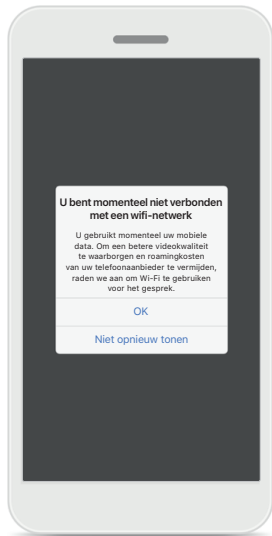 U bent momenteel niet verbonden
met een wifi-netwerk
U gebruikt momenteel uw mobiele
data. Om een betere videokwaliteit
te waarborgen en roamingkosten
van uw telefoonaanbieder te vermijden,
raden we aan om Wi-Fi te gebruiken
voor het gesprek.
OK
Niet opnieuw tonen